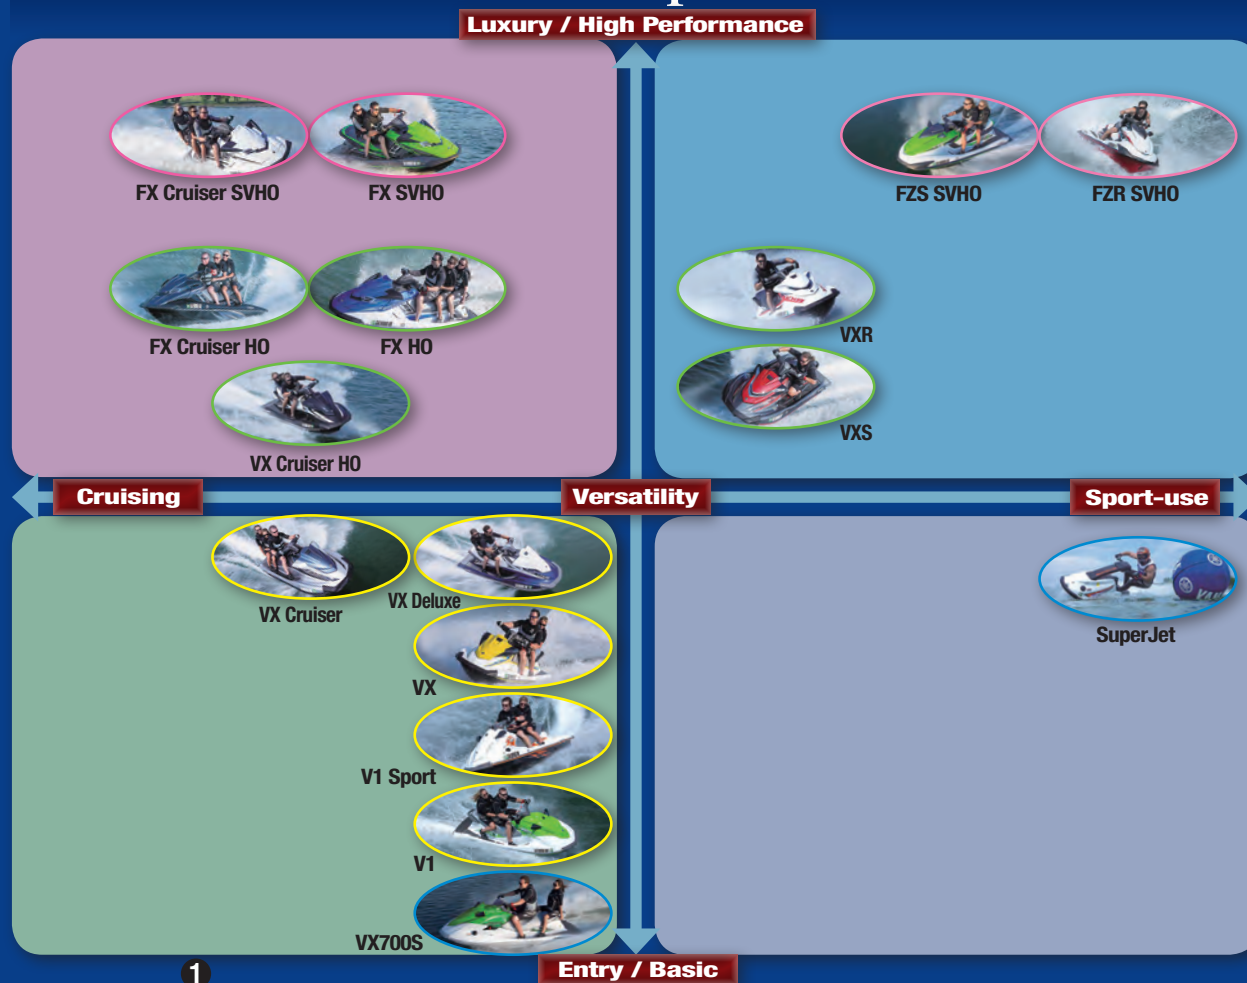 Luxury / High Performance
FX Cruiser SVHO
FX SVHO
FZS SVHO
FZR SVHO
FX Cruiser HO
FX HO
VXR
VX Cruiser HO
VXS
Cruising
Versatility
Sport-use
VX Cruiser
VX Deluxe
SuperJet
VX
V1 Sport
V1
VX700S
Entry / Basic
1